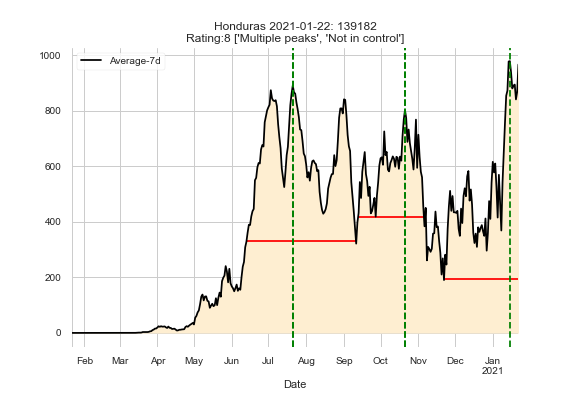 Honduras 2021-01-22: 139182
Rating:8 ['Multiple peaks', 'Not in control']
1000
Average-7d
800
600
400
200
0
Feb Mar Apr May Jun Jul Aug Sep Oct Nov Dec Jan
2021
Date